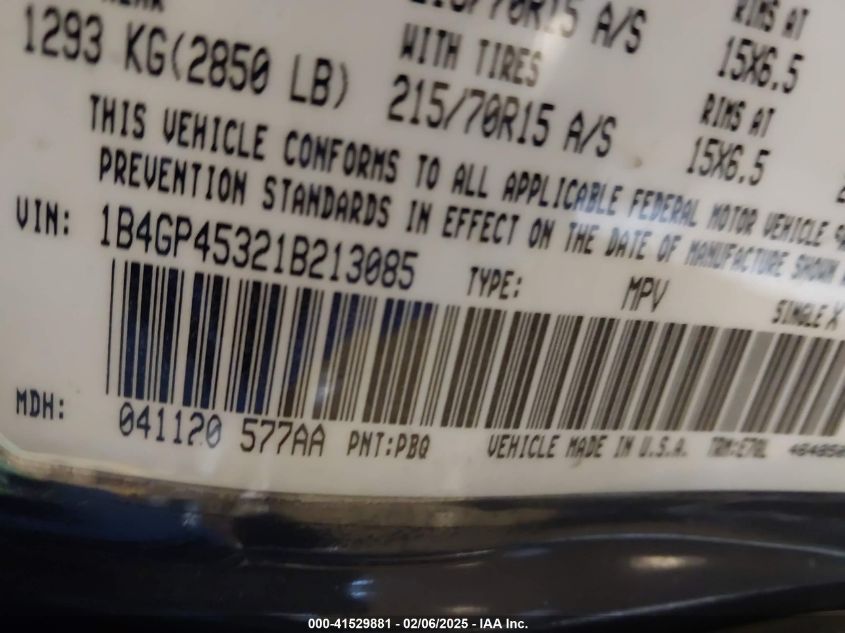 1293 KG(2850 LB)
215/70R15 A/S
WITH TIRES
215/70R15 A/S
RIMS AT
15X6.5
RIMS AT
15X6.5
THIS VEHICLE CONFORMS TO ALL APPLICABLE FEDERAL MOTOR VEHICLE
PREVENTION STANDARDS IN EFFECT ON THE DATE OF MANUFACTURE SHOWN
VIN: 1B4GP45321B213085
TYPE: MPV SINGLE X
MDH: 041120 577AA PNT:PBQ VEHICLE MADE IN U.S.A.
000-41529881 - 02/06/2025 - IAA Inc.